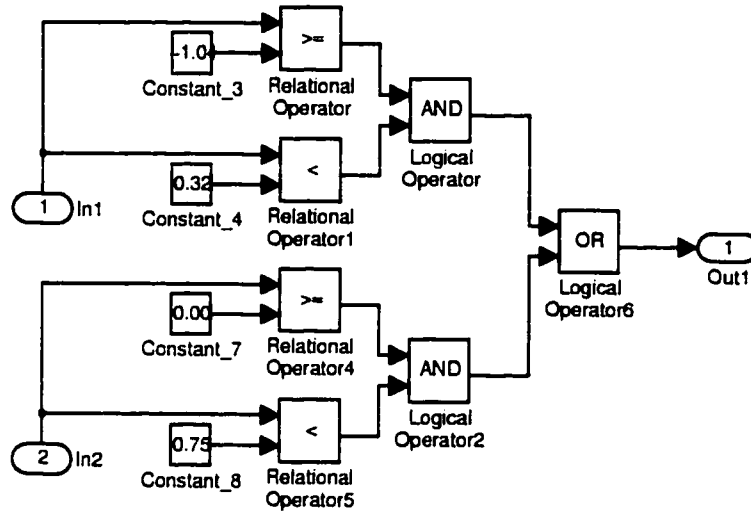 >=
-1.04
Constant_3
Relational
Operator
AND
Logical
Operator
<
0.32
Constant_4
Relational
Operator1
1
In1
OR
Logical
Operator6
1
Out1
>=
0.00
Constant_7
Relational
Operator4
AND
Logical
Operator2
<
0.75
Constant_8
Relational
Operator5
2
In2